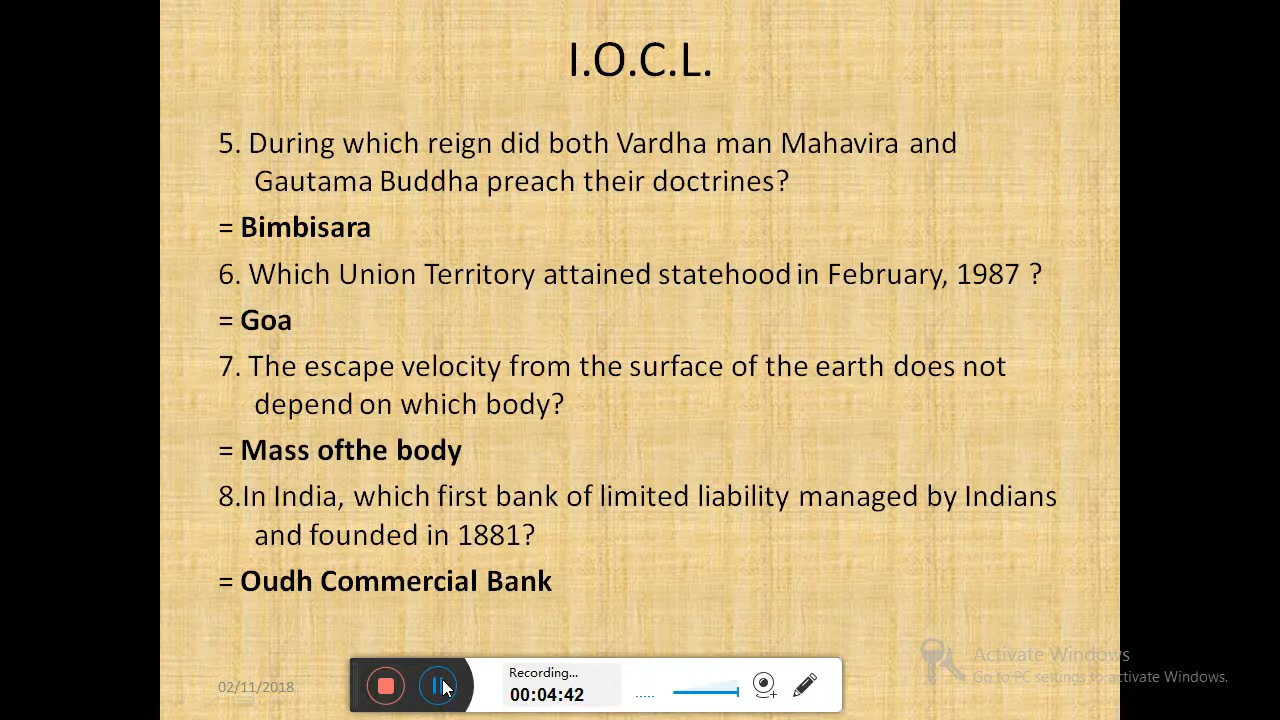 I.O.C.L.
5. During which reign did both Vardha man Mahavira and
Gautama Buddha preach their doctrines?
= Bimbisara
6. Which Union Territory attained statehood in February, 1987 ?
= Goa
7. The escape velocity from the surface of the earth does not
depend on which body?
= Mass ofthe body
8.In India, which first bank of limited liability managed by Indians
and founded in 1881?
= Oudh Commercial Bank
Activate Windows
Go to PC settings to activate Windows.
02/11/2018
Recording...
00:04:42